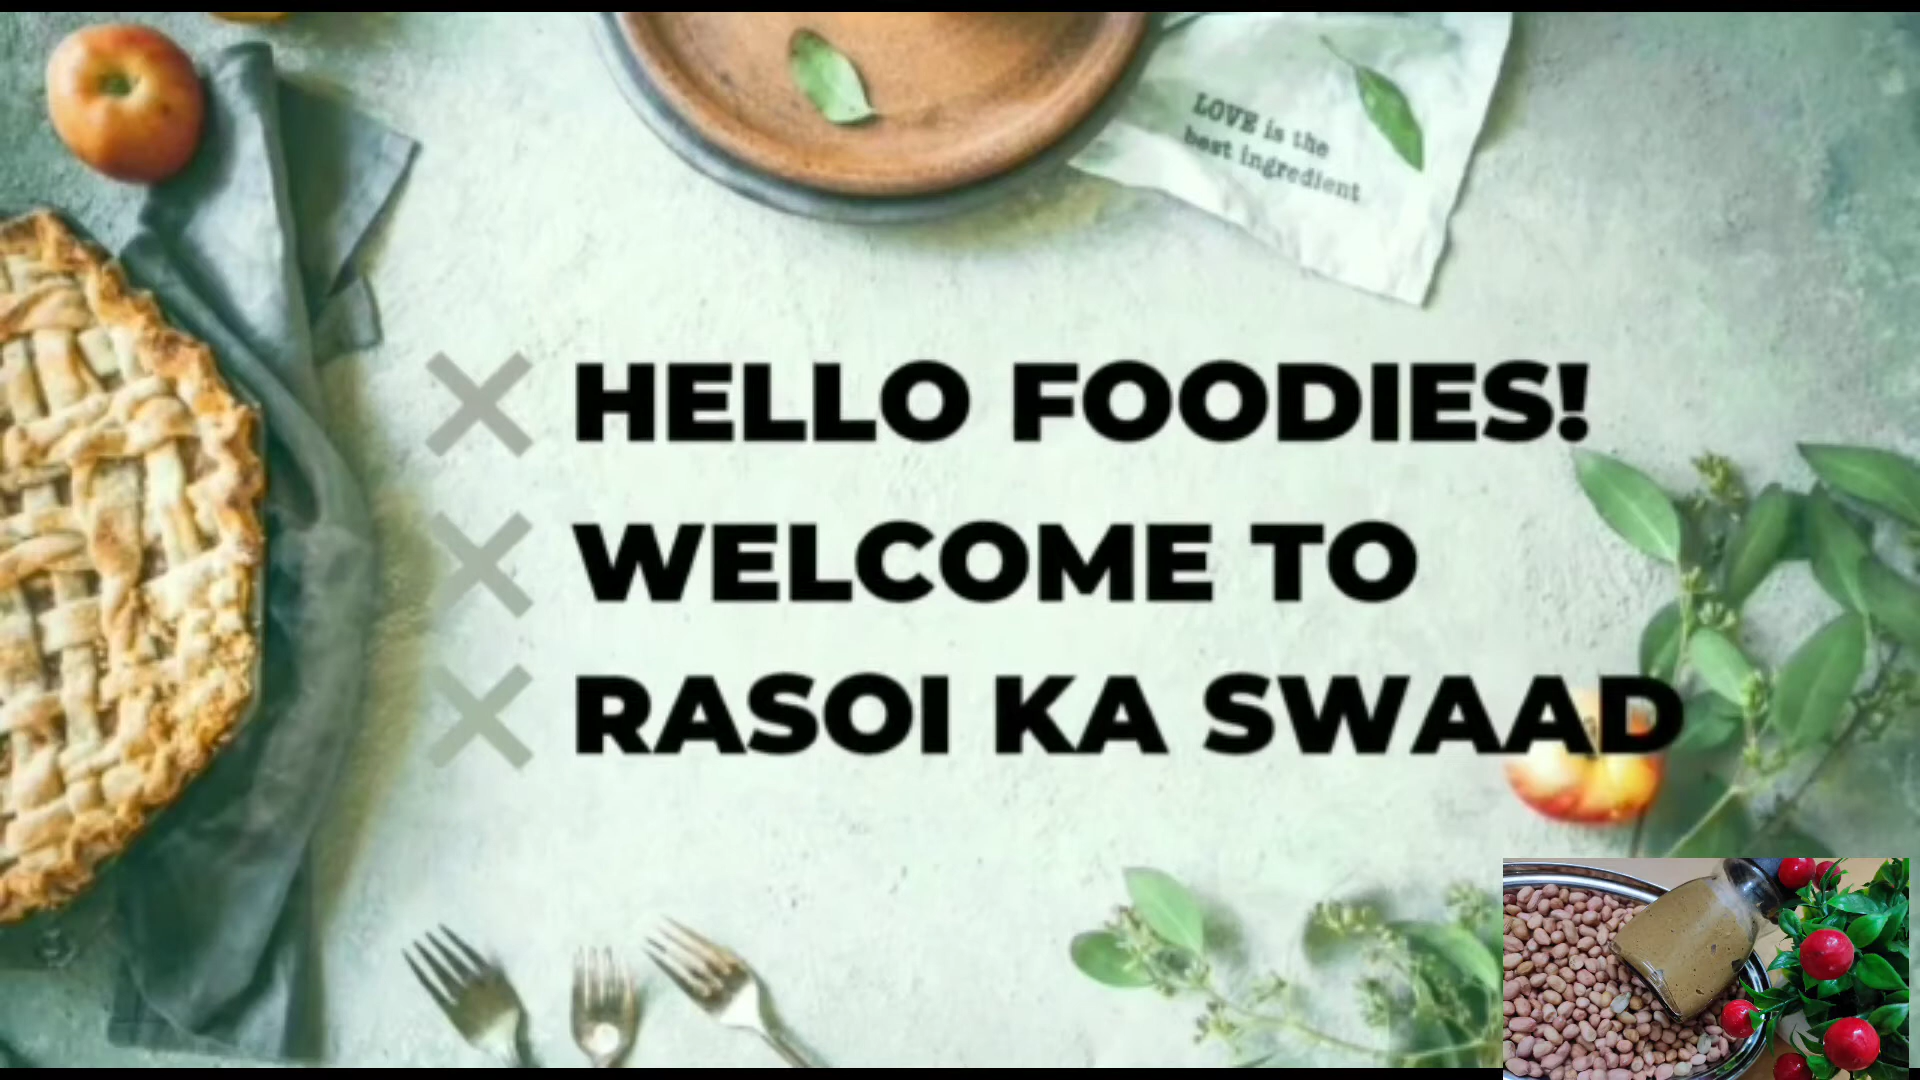 LOVE is the
best ingredient
HELLO FOODIES!
WELCOME TO
RASOI KA SWAAD